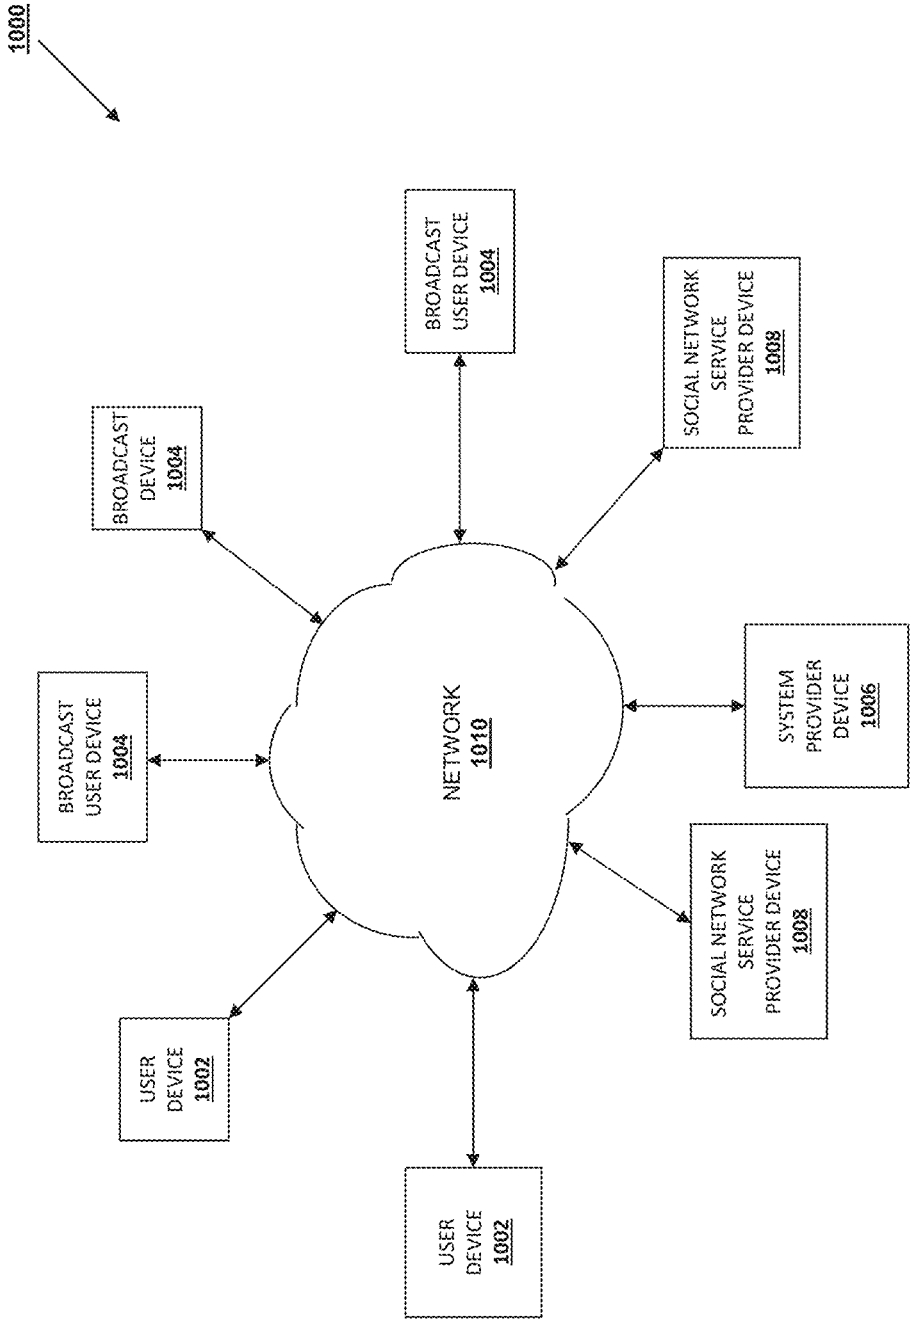 1000
BROADCAST
USER DEVICE
1004
BROADCAST
DEVICE
1004
BROADCAST
USER DEVICE
1004
SOCIAL NETWORK
SERVICE
PROVIDER DEVICE
1008
NETWORK
1010
SYSTEM
PROVIDER
DEVICE
1006
USER
DEVICE
1002
SOCIAL NETWORK
SERVICE
PROVIDER DEVICE
1008
USER
DEVICE
1002